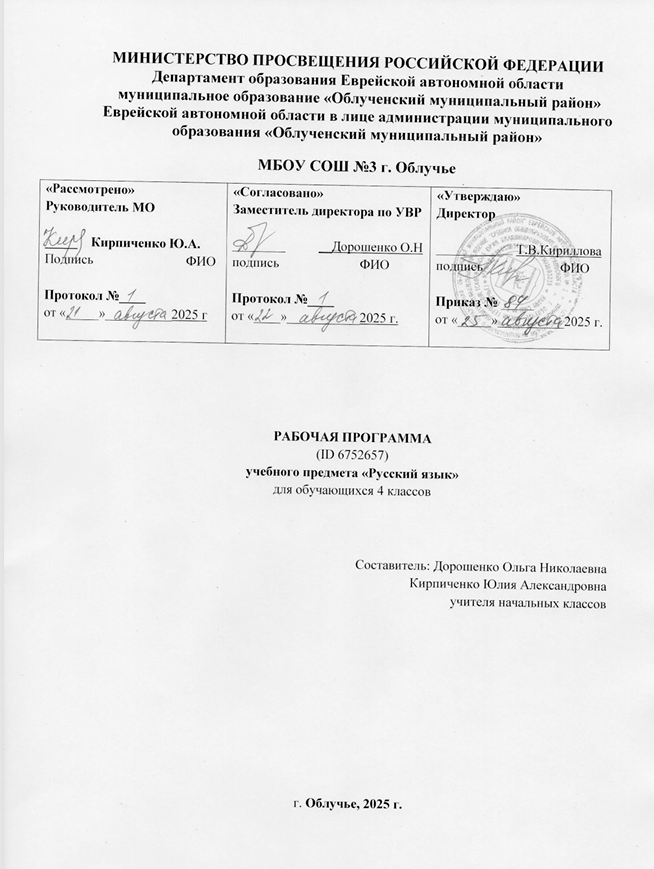 МИНИСТЕРСТВО ПРОСВЕЩЕНИЯ РОССИЙСКОЙ ФЕДЕРАЦИИ
Департамент образования Еврейской автономной области
муниципальное образование «Облученский муниципальный район»
Еврейской автономной области в лице администрации муниципального
образования «Облученский муниципальный район»
МБОУ СОШ №3 г. Облучье
«Рассмотрено»
Руководитель МО
Кирпиченко Ю.А.
Подпись ФИО
Протокол № 1
от «21» августа 2025 г
«Согласовано»
Заместитель директора по УВР
Дорошенко О.Н
подпись ФИО
Протокол № 1
от «22» августа 2025 г.
«Утверждаю»
Директор
Т.В.Кириллова
подпись ФИО
Приказ № 84
от « 25 » августа 2025 г.
РАБОЧАЯ ПРОГРАММА
(ID 6752657)
учебного предмета «Русский язык»
для обучающихся 4 классов
Составитель: Дорошенко Ольга Николаевна
Кирпиченко Юлия Александровна
учителя начальных классов
г. Облучье, 2025 г.